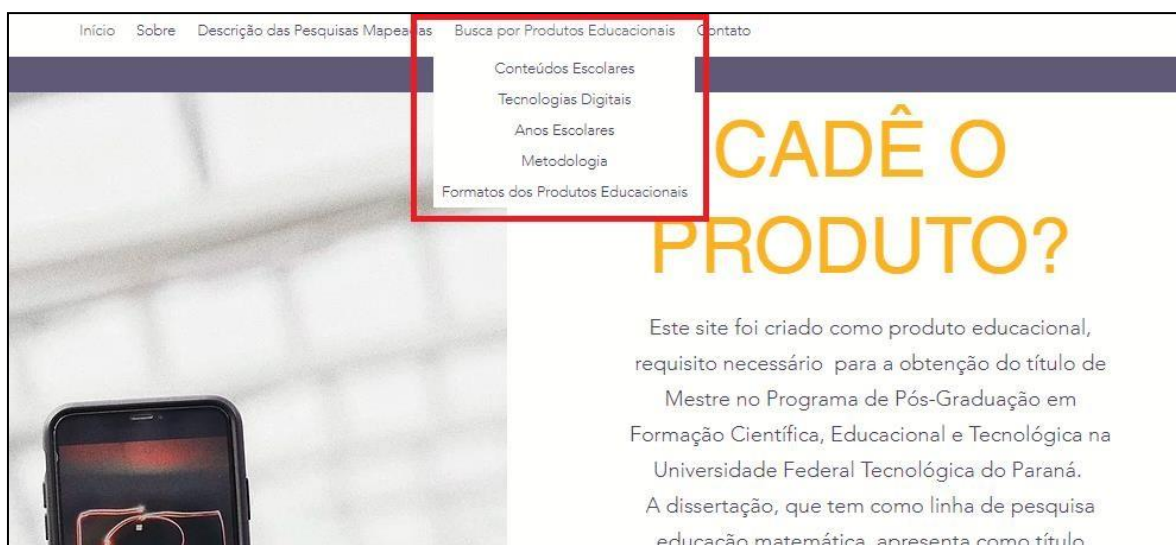 Início Sobre Descrição das Pesquisas Mapeadas Busca por Produtos Educacionais Contato
Conteúdos Escolares
Tecnologias Digitais
Anos Escolares
Metodologia
Formatos dos Produtos Educacionais
CADÊ O
PRODUTO?
Este site foi criado como produto educacional,
requisito necessário para a obtenção do título de
Mestre no Programa de Pós-Graduação em
Formação Científica, Educacional e Tecnológica na
Universidade Federal Tecnológica do Paraná.
A dissertação, que tem como linha de pesquisa
educação matemática, apresenta como título